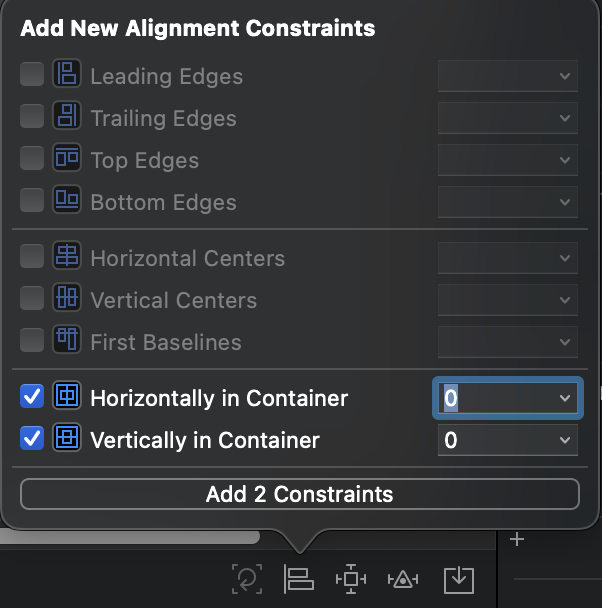 Add New Alignment Constraints
Leading Edges
Trailing Edges
Top Edges
Bottom Edges
Horizontal Centers
Vertical Centers
First Baselines
Horizontally in Container 0
Vertically in Container 0
Add 2 Constraints